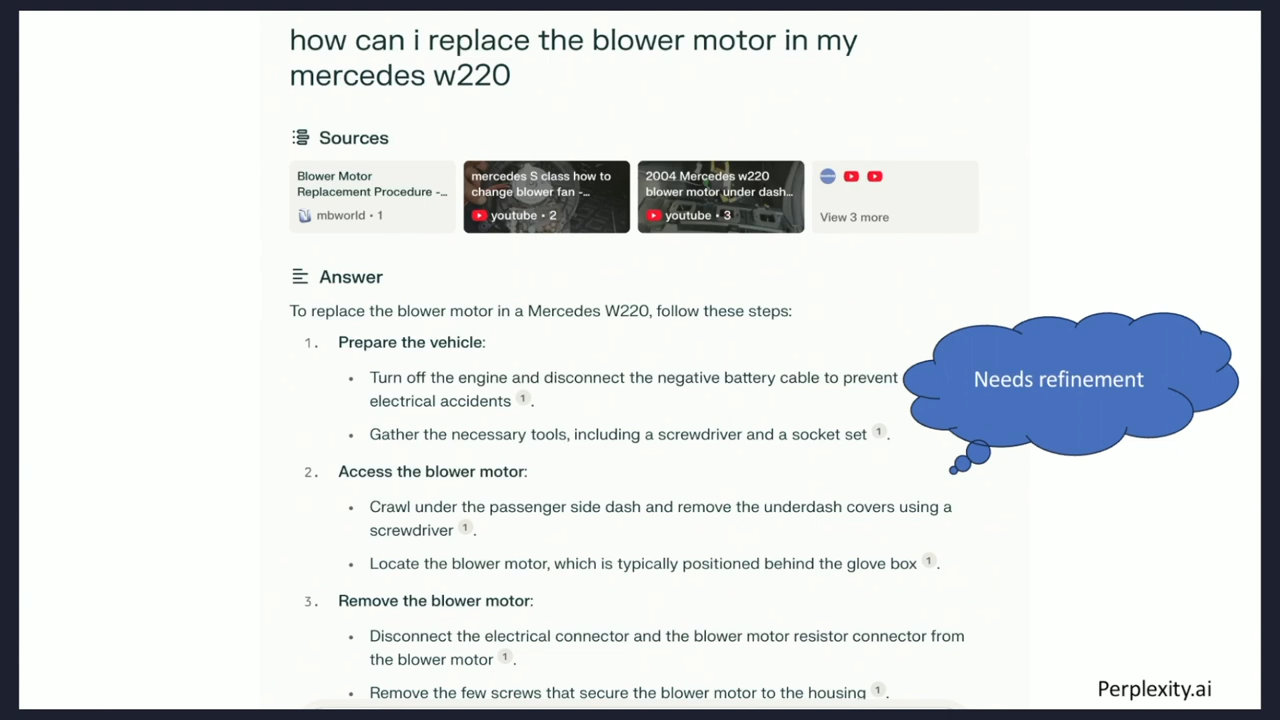 how can i replace the blower motor in my
mercedes w220
Sources
Blower Motor
Replacement Procedure -...
mbworld • 1
mercedes S class how to
change blower fan -...
youtube • 2
2004 Mercedes w220
blower motor under dash...
youtube • 3
View 3 more
Answer
To replace the blower motor in a Mercedes W220, follow these steps:
1. Prepare the vehicle:
• Turn off the engine and disconnect the negative battery cable to prevent
electrical accidents 1.
• Gather the necessary tools, including a screwdriver and a socket set 1.
2. Access the blower motor:
• Crawl under the passenger side dash and remove the underdash covers using a
screwdriver 1.
• Locate the blower motor, which is typically positioned behind the glove box 1.
3. Remove the blower motor:
• Disconnect the electrical connector and the blower motor resistor connector from
the blower motor 1.
• Remove the few screws that secure the blower motor to the housing 1.
Needs refinement
Perplexity.ai